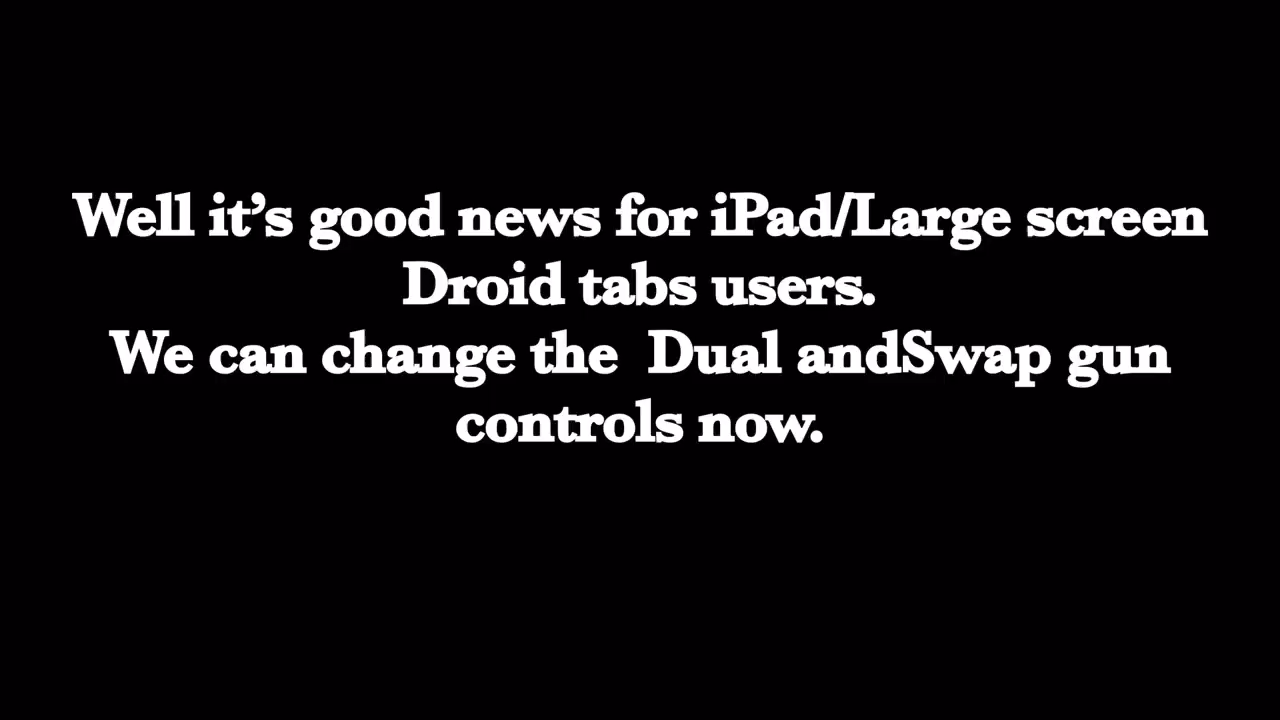 Well it’s good news for iPad/Large screen
Droid tabs users.
We can change the  Dual andSwap gun
controls now.